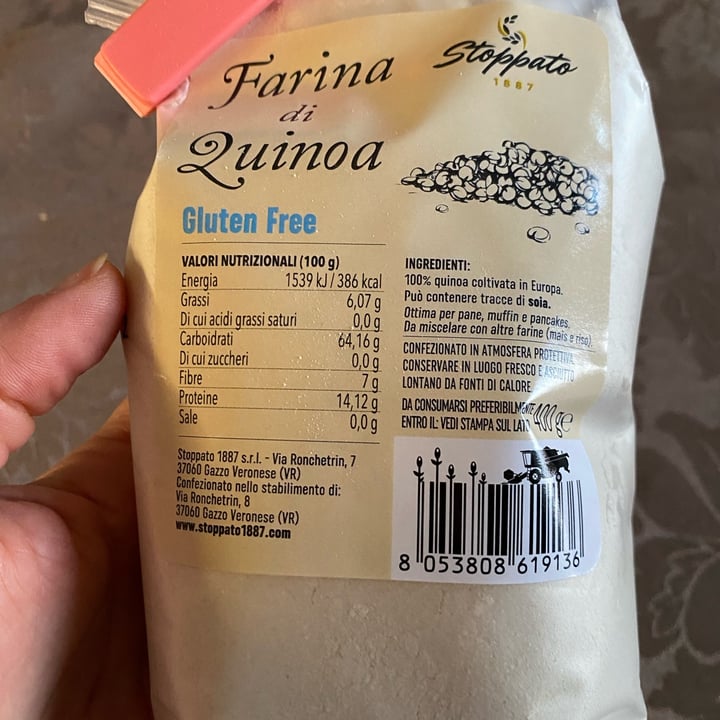 Farina
di
Quinoa
Stoppato
1887
Gluten Free
VALORI NUTRIZIONALI (100 g)
Energia 1539 kJ / 386 kcal
Grassi 6,07 g
Di cui acidi grassi saturi 0,0 g
Carboidrati 64,16 g
Di cui zuccheri 0,0 g
Fibre 7 g
Proteine 14,12 g
Sale 0,0 g
Stoppato 1887 s.r.l. - Via Ronchetrin, 7
37060 Gazzo Veronese (VR)
Confezionato nello stabilimento di:
Via Ronchetrin, 8
37060 Gazzo Veronese (VR)
www.stoppato1887.com
INGREDIENTI:
100% quinoa coltivata in Europa.
Può contenere tracce di soia.
Ottima per pane, muffin e pancakes.
Da miscelare con altre farine (mais e riso).
CONFEZIONATO IN ATMOSFERA PROTETTIVA
CONSERVARE IN LUOGO FRESCO E ASCIUTTO
LONTANO DA FONTI DI CALORE
DA CONSUMARSI PREFERIBILMENTE
ENTRO IL: VEDI STAMPA SUL LATO
400 g e
8 053808 619136